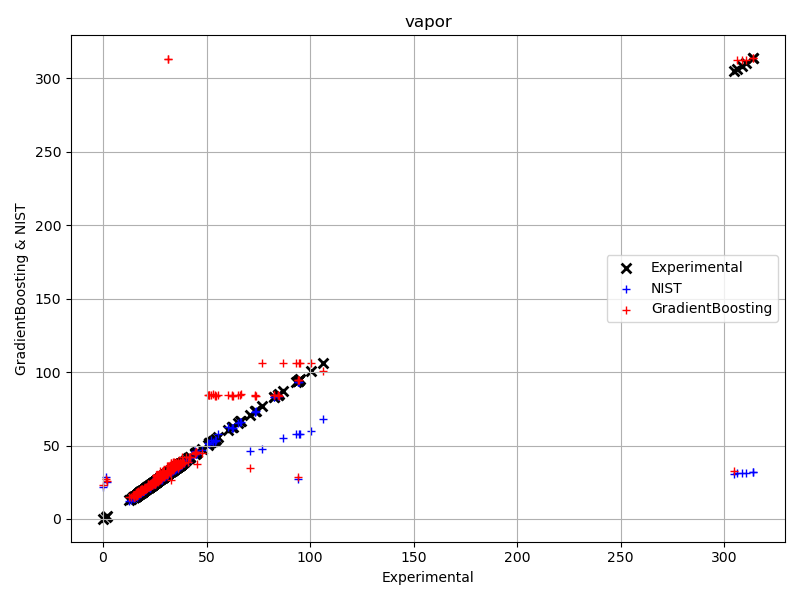 vapor
GradientBoosting & NIST
300
250
200
150
100
50
0
Experimental
NIST
GradientBoosting
0 50 100 150 200 250 300
Experimental